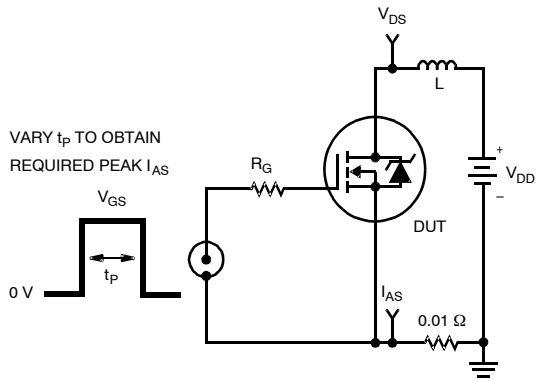 V_DS
L
VARY t_P TO OBTAIN
REQUIRED PEAK I_AS
R_G
+
V_DD
–
V_GS
DUT
t_P
0 V
I_AS
0.01 Ω